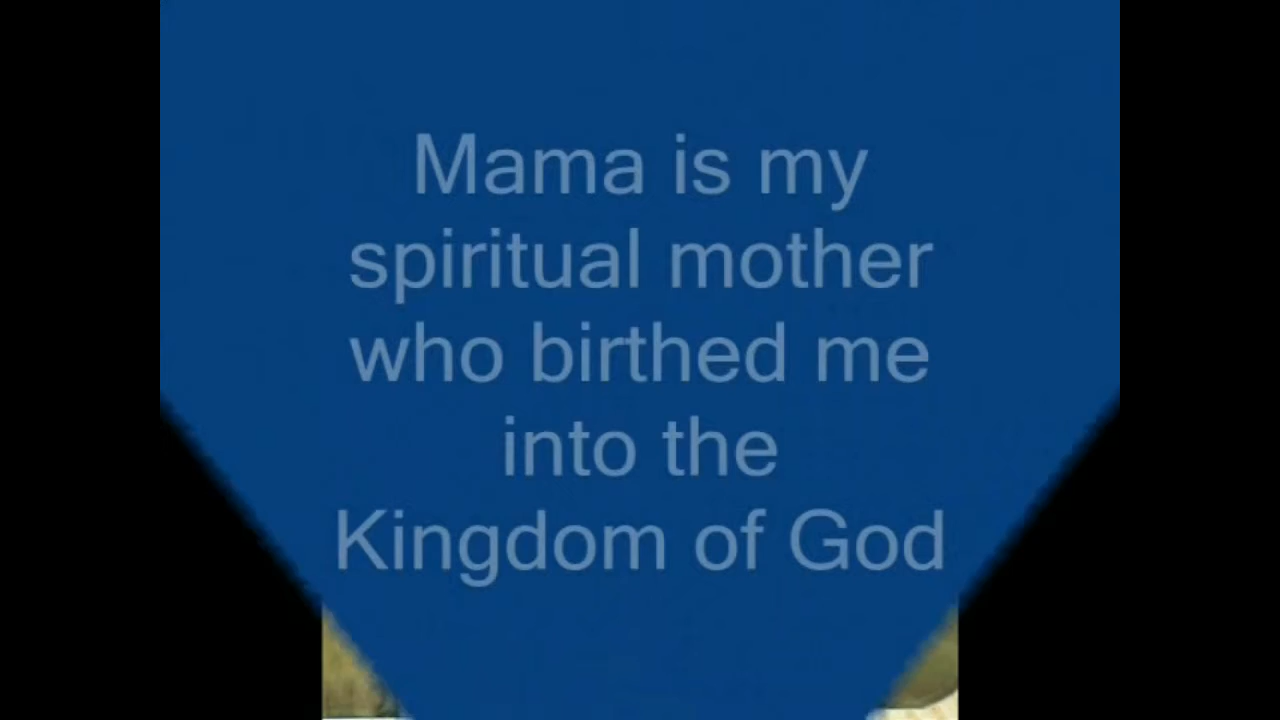 Mama is my
spiritual mother
who birthed me
into the
Kingdom of God